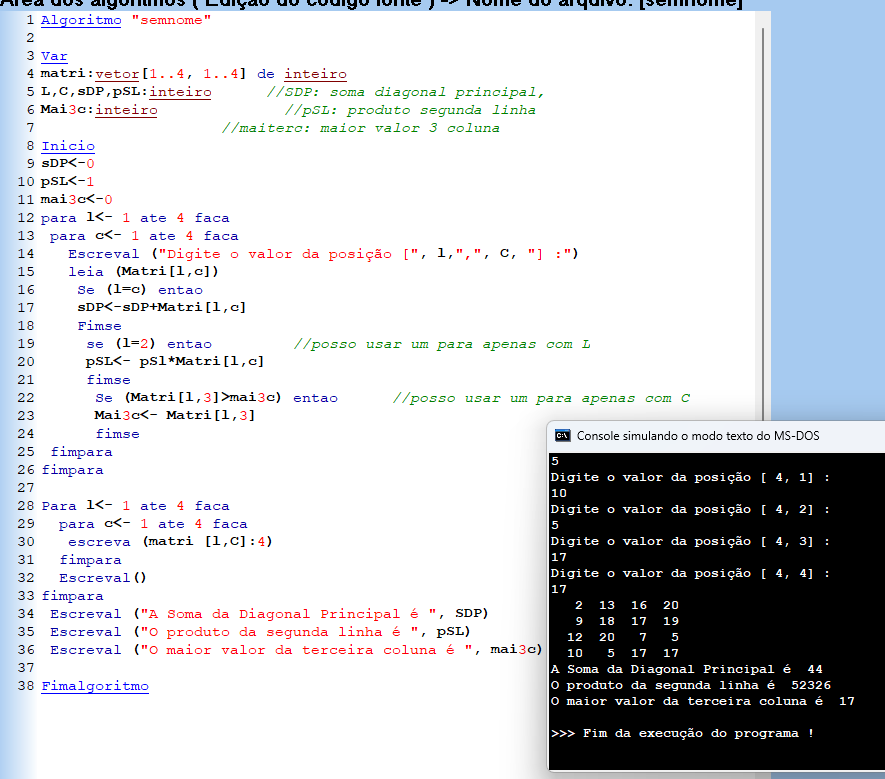 Área dos algoritmos ( Edição do código fonte ) -> Nome do arquivo: [semnome]
1 Algoritmo "semnome"
2
3 Var
4 matri:vetor[1..4, 1..4] de inteiro
5 L,C,sDP,pSL:inteiro //SDP: soma diagonal principal,
6 Mai3c:inteiro //pSL: produto segunda linha
7 //maiterc: maior valor 3 coluna
8 Inicio
9 sDP<-0
10 pSL<-1
11 mai3c<-0
12 para l<- 1 ate 4 faca
13 para c<- 1 ate 4 faca
14 Escreval ("Digite o valor da posição [", l,",", C, "] :")
15 leia (Matri[l,c])
16 Se (l=c) entao
17 sDP<-sDP+Matri[l,c]
18 Fimse
19 se (l=2) entao //posso usar um para apenas com L
20 pSL<- pSl*Matri[l,c]
21 fimse
22 Se (Matri[l,3]>mai3c) entao //posso usar um para apenas com C
23 Mai3c<- Matri[l,3]
24 fimse
25 fimpara
26 fimpara
27
28 Para l<- 1 ate 4 faca
29 para c<- 1 ate 4 faca
30 escreva (matri [l,C]:4)
31 fimpara
32 Escreval()
33 fimpara
34 Escreval ("A Soma da Diagonal Principal é ", SDP)
35 Escreval ("O produto da segunda linha é ", pSL)
36 Escreval ("O maior valor da terceira coluna é ", mai3c)
37
38 Fimalgoritmo
Console simulando o modo texto do MS-DOS
5
Digite o valor da posição [ 4, 1] :
10
Digite o valor da posição [ 4, 2] :
5
Digite o valor da posição [ 4, 3] :
17
Digite o valor da posição [ 4, 4] :
17
2 13 16 20
9 18 17 19
12 20 7 5
10 5 17 17
A Soma da Diagonal Principal é 44
O produto da segunda linha é 52326
O maior valor da terceira coluna é 17
>>> Fim da execução do programa !